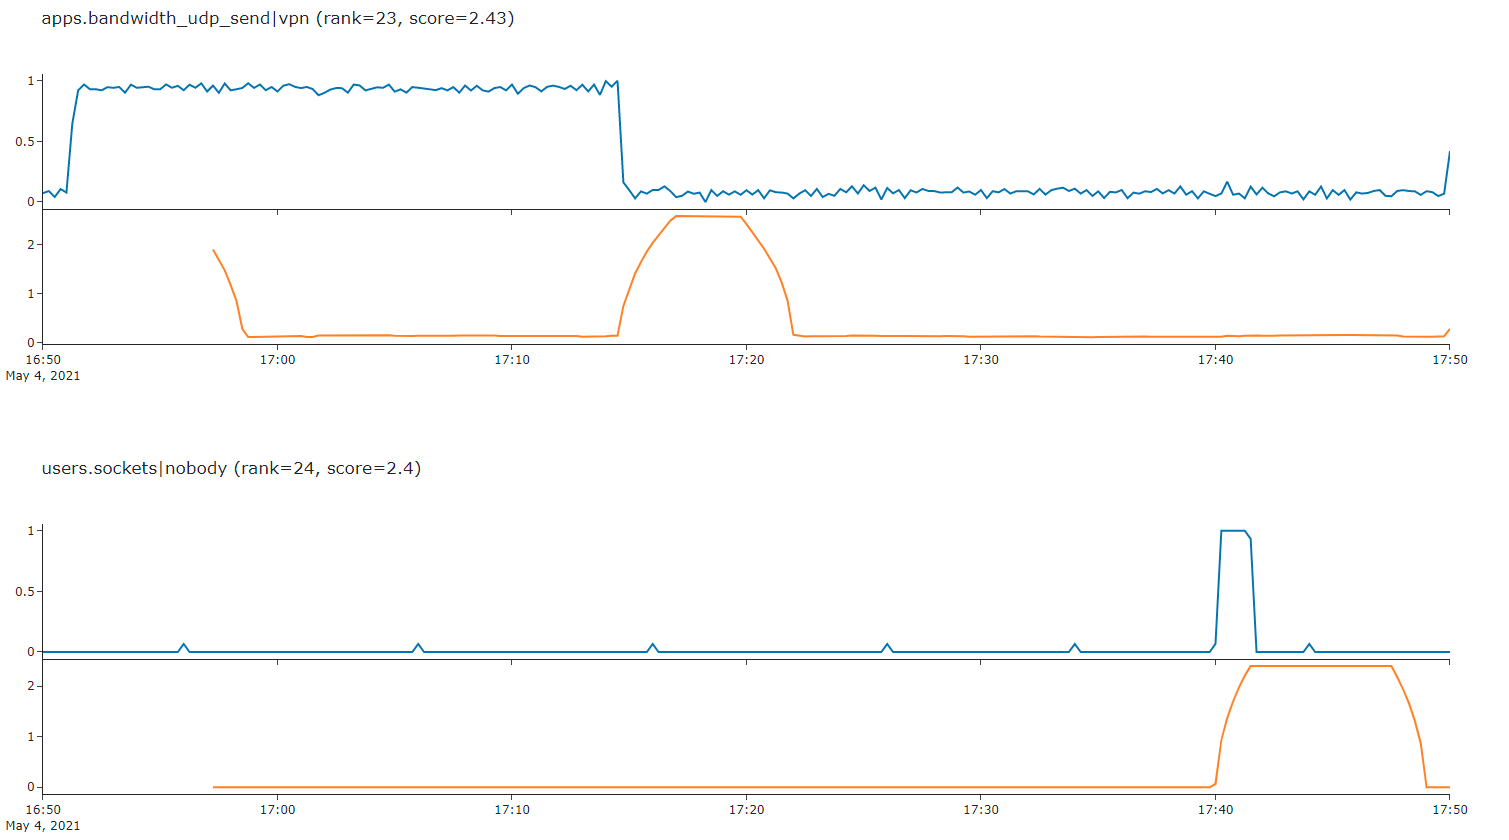 apps.bandwidth_udp_send|vpn (rank=23, score=2.43)
1
0.5
0
2
1
0
16:50 17:00 17:10 17:20 17:30 17:40 17:50
May 4, 2021
users.sockets|nobody (rank=24, score=2.4)
1
0.5
0
2
1
0
16:50 17:00 17:10 17:20 17:30 17:40 17:50
May 4, 2021